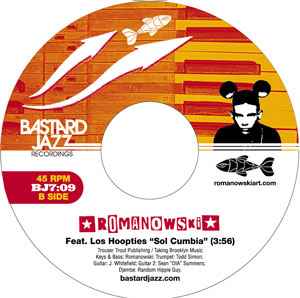 BASTARD
JAZZ
RECORDINGS
45 RPM
BJ7:09
B SIDE
romanowskiart.com
ROMANOWSKI
Feat. Los Hoopties "Sol Cumbia" (3:56)
Trouser Trout Publishing / Taking Brooklyn Music,
Keys & Bass: Romanowski; Trumpet: Todd Simon;
Guitar: J. Whitefield; Guitar 2: Sean "OIA" Summers;
Djembe: Random Hippie Guy.
bastardjazz.com